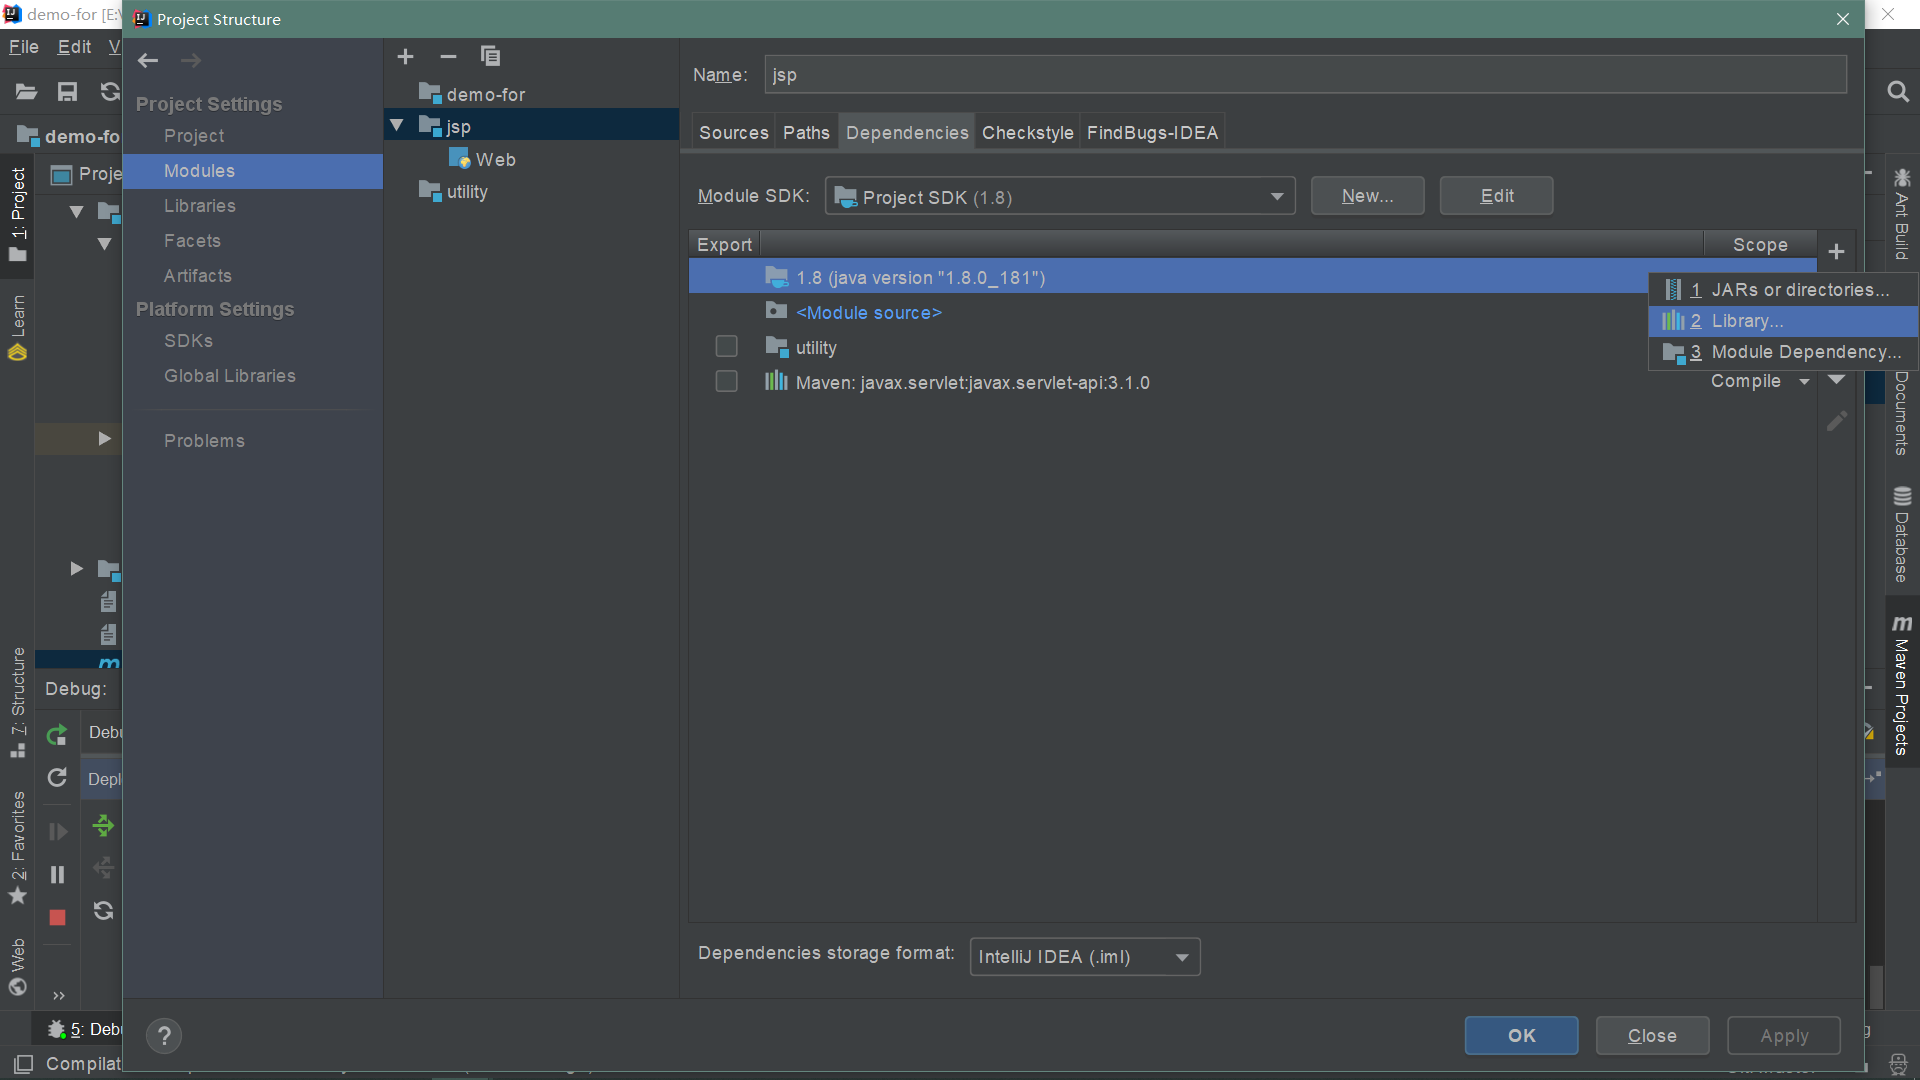 demo-for [E:\
Project Structure
File Edit V
demo-fo
Project Settings
Project
Modules
Libraries
Facets
Artifacts
Platform Settings
SDKs
Global Libraries
Problems
demo-for
jsp
Web
utility
Name: jsp
Sources Paths Dependencies Checkstyle FindBugs-IDEA
Module SDK: Project SDK (1.8) New... Edit
Export Scope
1.8 (java version "1.8.0_181")
<Module source>
utility
Maven: javax.servlet:javax.servlet-api:3.1.0 Compile
1 JARs or directories...
2 Library...
3 Module Dependency...
Dependencies storage format: IntelliJ IDEA (.iml)
? OK Close Apply
1: Project
Learn
7: Structure
2: Favorites
Web
Proje
Debug:
Debu
Depl
»
5: Debu
Compilat
Ant Build
Documents
Database
m Maven Projects